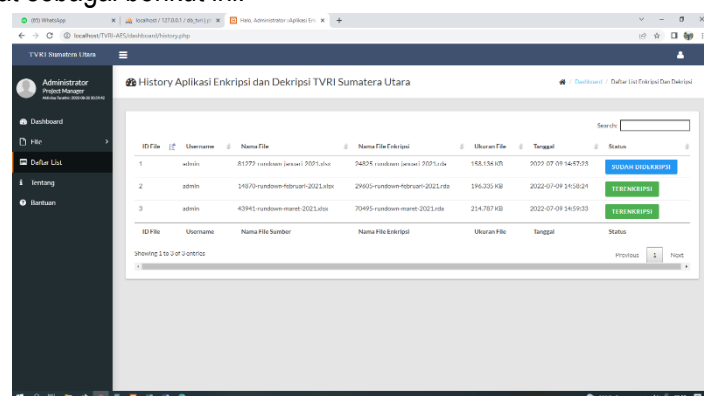 sebagai berikut ini.
(65) WhatsApp
localhost / 127.0.0.1 / db_tvri | p
Halo, Administrator - Aplikasi En
localhost/TVRI-AES/dashboard/history.php
TVRI Sumatera Utara
Administrator
Project Manager
Dashboard
File
Daftar List
Tentang
Bantuan
History Aplikasi Enkripsi dan Dekripsi TVRI Sumatera Utara
Dashboard / Daftar List Enkripsi Dan Dekripsi
Search:
ID File Username Nama File Nama File Enkripsi Ukuran File Tanggal Status
1 admin 81272-rundown-januari-2021.xlsx 24825-rundown-januari-2021.rda 158.136 KB 2022-07-09 14:57:23 SUDAH DIDEKRIPSI
2 admin 14870-rundown-februari-2021.xlsx 29605-rundown-februari-2021.rda 196.335 KB 2022-07-09 14:58:24 TERENKRIPSI
3 admin 43941-rundown-maret-2021.xlsx 70495-rundown-maret-2021.rda 214.787 KB 2022-07-09 14:59:33 TERENKRIPSI
ID File Username Nama File Sumber Nama File Enkripsi Ukuran File Tanggal Status
Showing 1 to 3 of 3 entries
Previous 1 Next